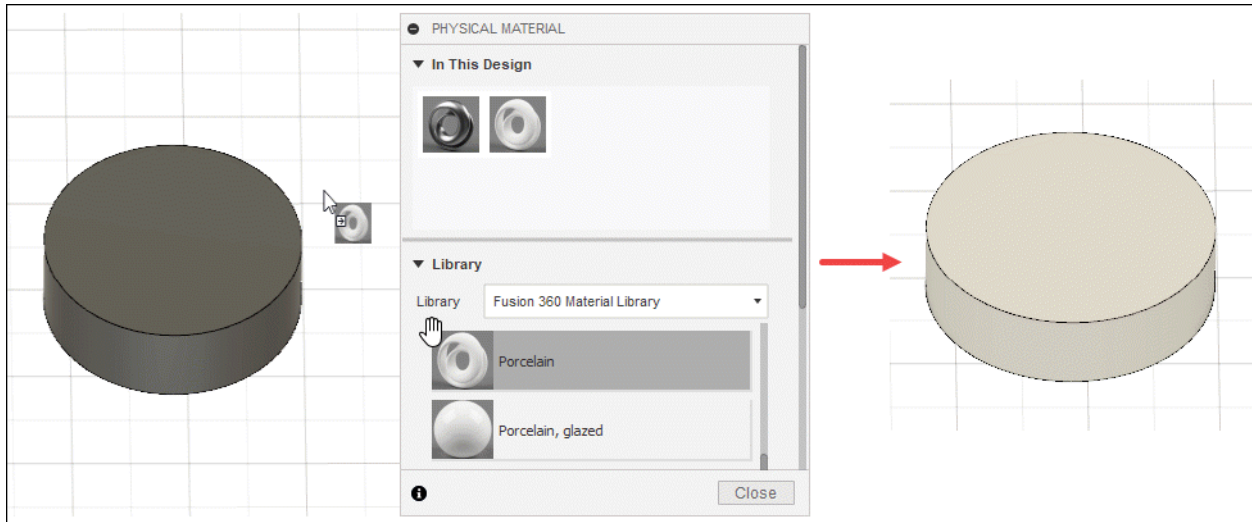 PHYSICAL MATERIAL
In This Design
Library
Library Fusion 360 Material Library
Porcelain
Porcelain, glazed
Close